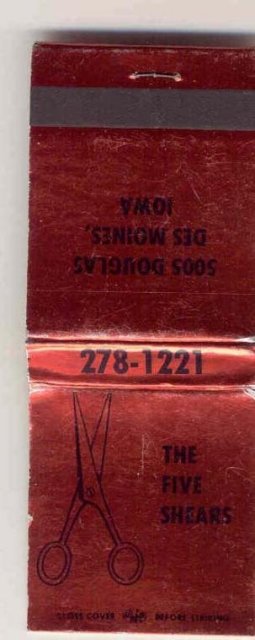 5005 DOUGLAS
DES MOINES,
IOWA
278-1221
THE
FIVE
SHEARS
CLOSE COVER BEFORE STRIKING